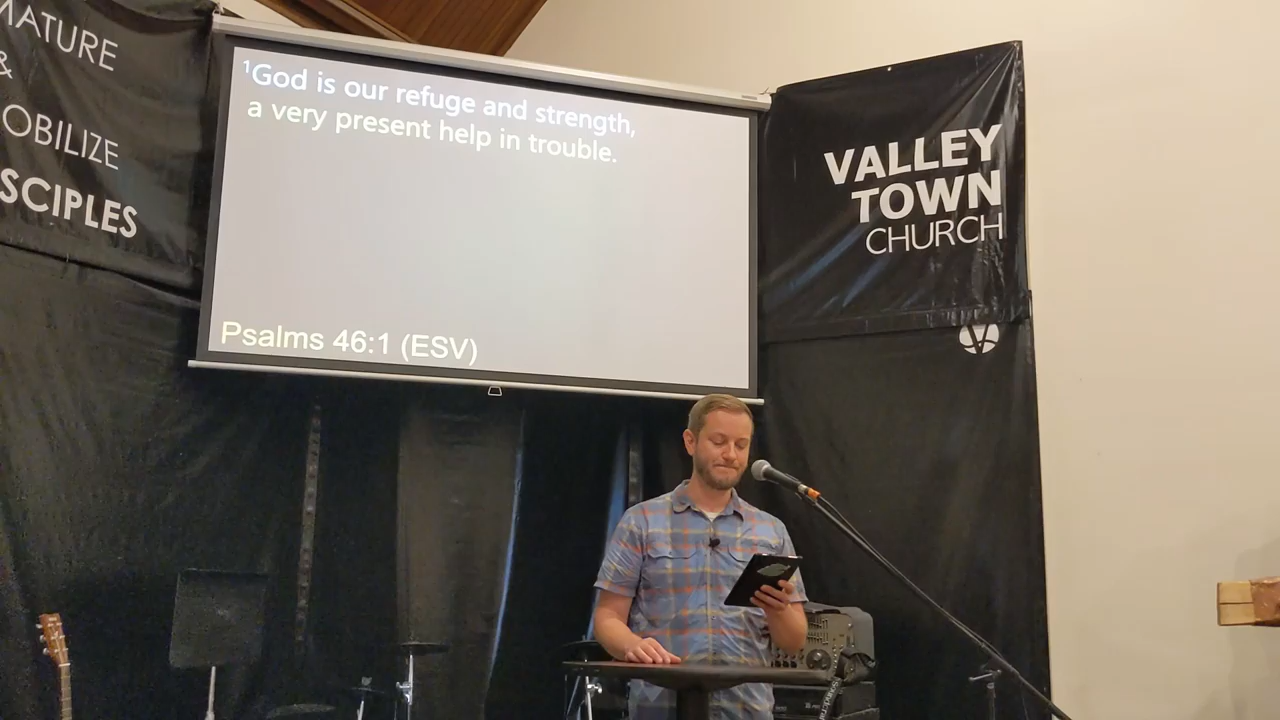 MATURE
&
OBILIZE
SCIPLES
¹God is our refuge and strength,
a very present help in trouble.
Psalms 46:1 (ESV)
VALLEY
TOWN
CHURCH